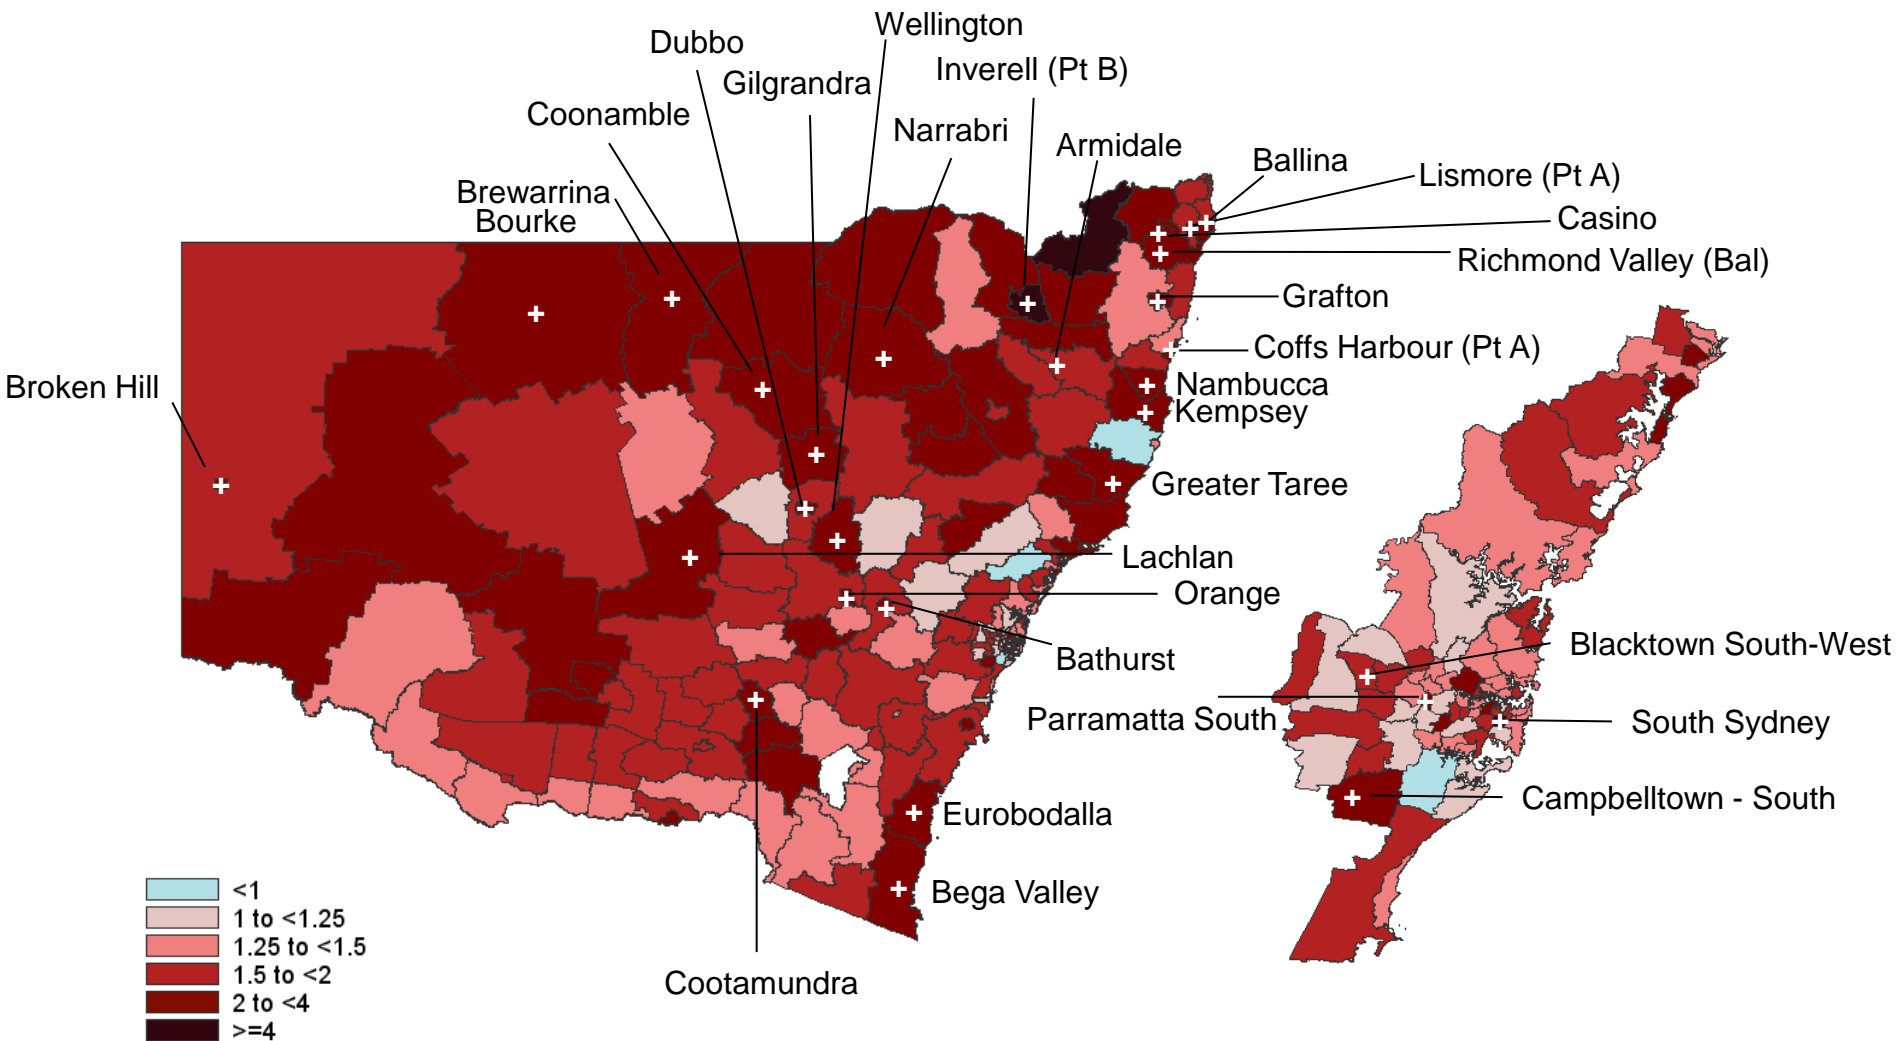 Wellington
Dubbo
Inverell (Pt B)
Gilgrandra
Coonamble
Narrabri
Armidale
Ballina
Lismore (Pt A)
Brewarrina
Bourke
Casino
Richmond Valley (Bal)
Grafton
Coffs Harbour (Pt A)
Broken Hill
Nambucca
Kempsey
Greater Taree
Lachlan
Orange
Bathurst
Blacktown South-West
Parramatta South
South Sydney
Campbelltown - South
Eurobodalla
Bega Valley
Cootamundra
<1
1 to <1.25
1.25 to <1.5
1.5 to <2
2 to <4
>=4